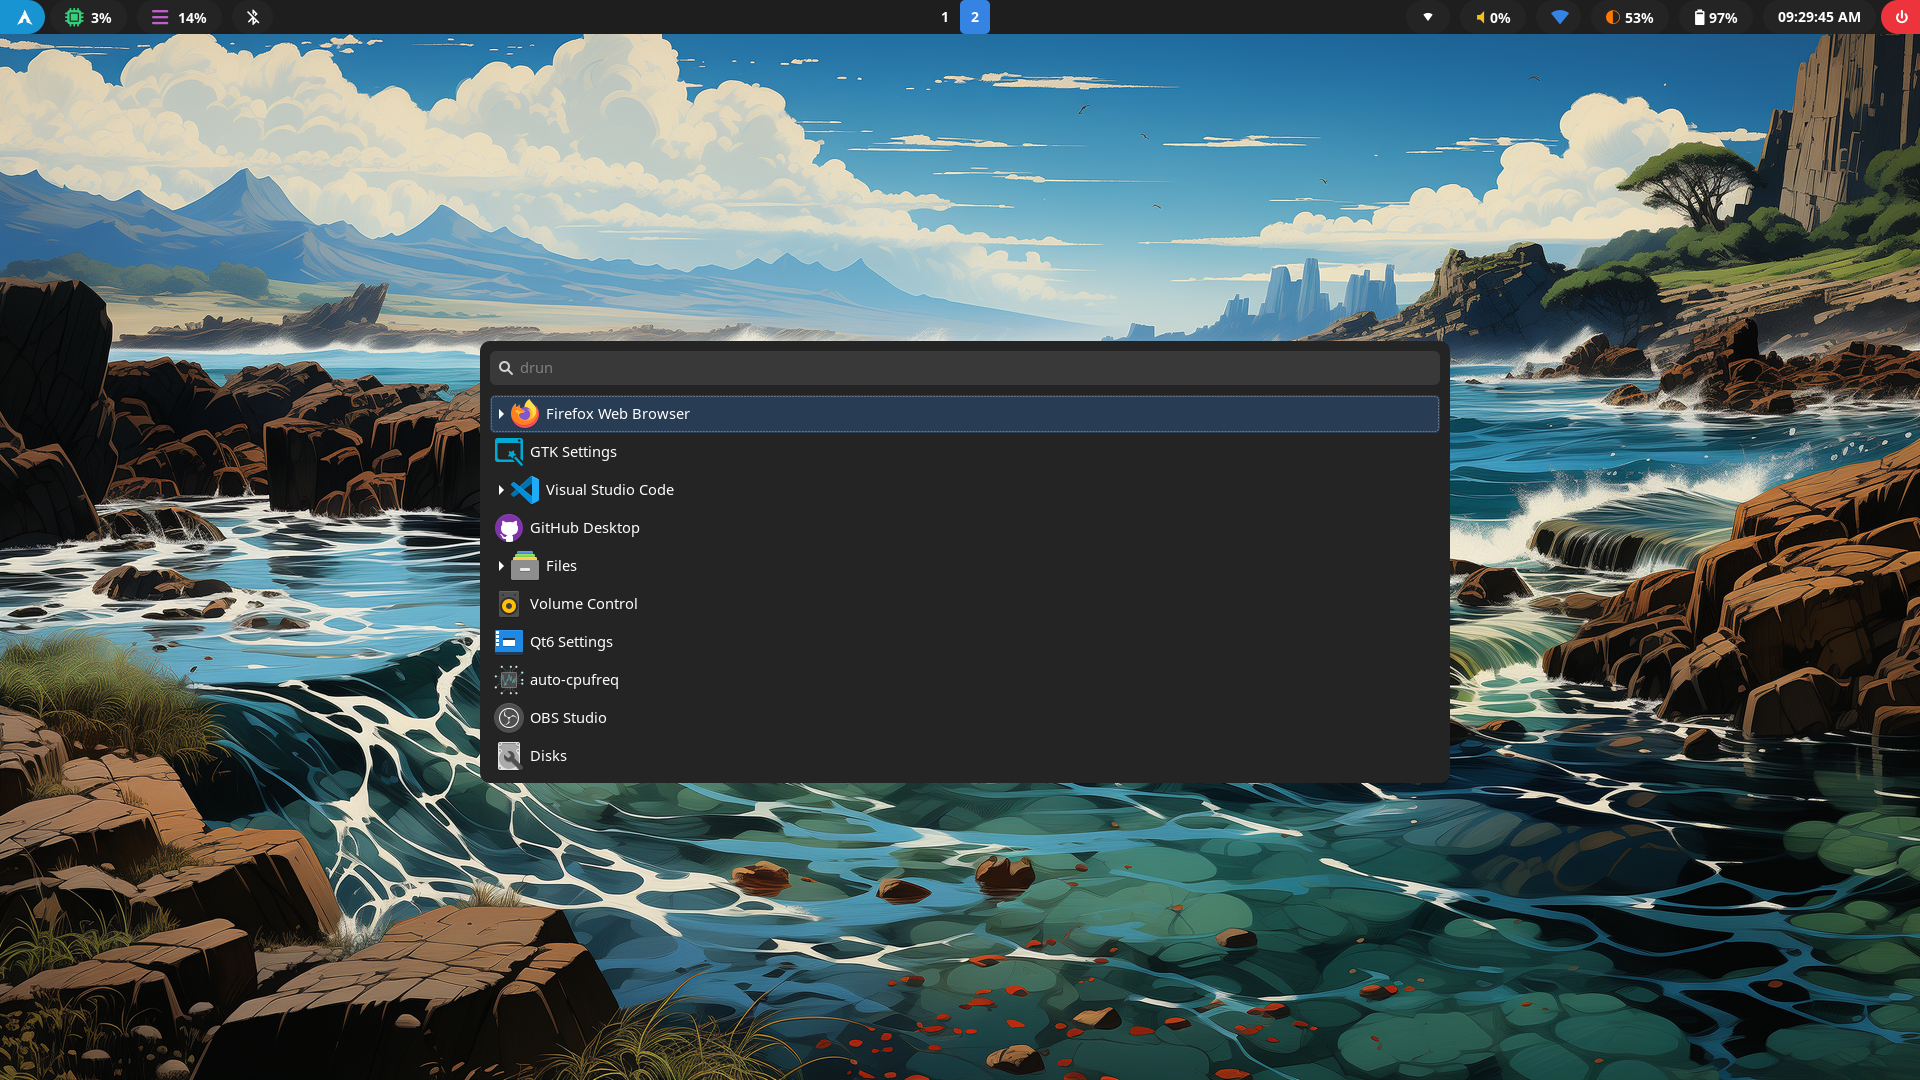 3% 14% 1 2 0% 53% 97% 09:29:45 AM
drun
Firefox Web Browser
GTK Settings
Visual Studio Code
GitHub Desktop
Files
Volume Control
Qt6 Settings
auto-cpufreq
OBS Studio
Disks